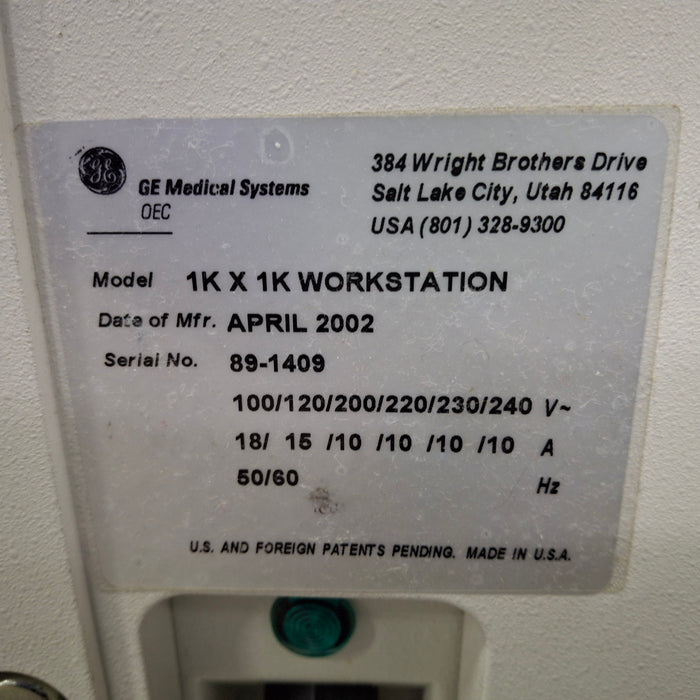 GE
GE Medical Systems
OEC
384 Wright Brothers Drive
Salt Lake City, Utah 84116
USA (801) 328-9300
Model 1K X 1K WORKSTATION
Date of Mfr. APRIL 2002
Serial No. 89-1409
100/120/200/220/230/240 V~
18/ 15 /10 /10 /10 /10 A
50/60 Hz
U.S. AND FOREIGN PATENTS PENDING. MADE IN U.S.A.